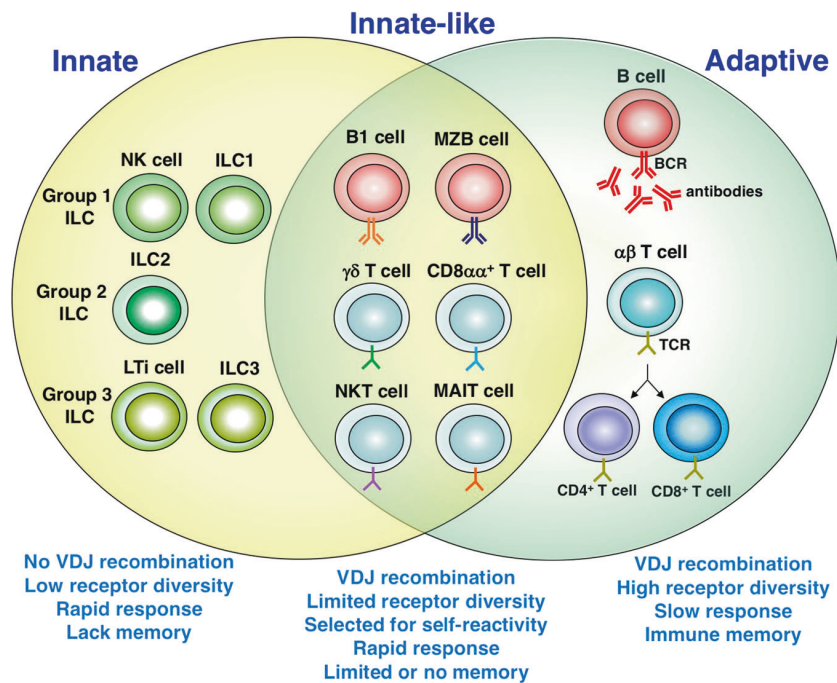 Innate-like
Innate
Adaptive
B cell
BCR
antibodies
B1 cell
MZB cell
NK cell
ILC1
Group 1
ILC
ILC2
Group 2
ILC
γδ T cell
CD8αα⁺ T cell
αβ T cell
TCR
LTi cell
ILC3
Group 3
ILC
NKT cell
MAIT cell
CD4⁺ T cell
CD8⁺ T cell
No VDJ recombination
Low receptor diversity
Rapid response
Lack memory
VDJ recombination
Limited receptor diversity
Selected for self-reactivity
Rapid response
Limited or no memory
VDJ recombination
High receptor diversity
Slow response
Immune memory